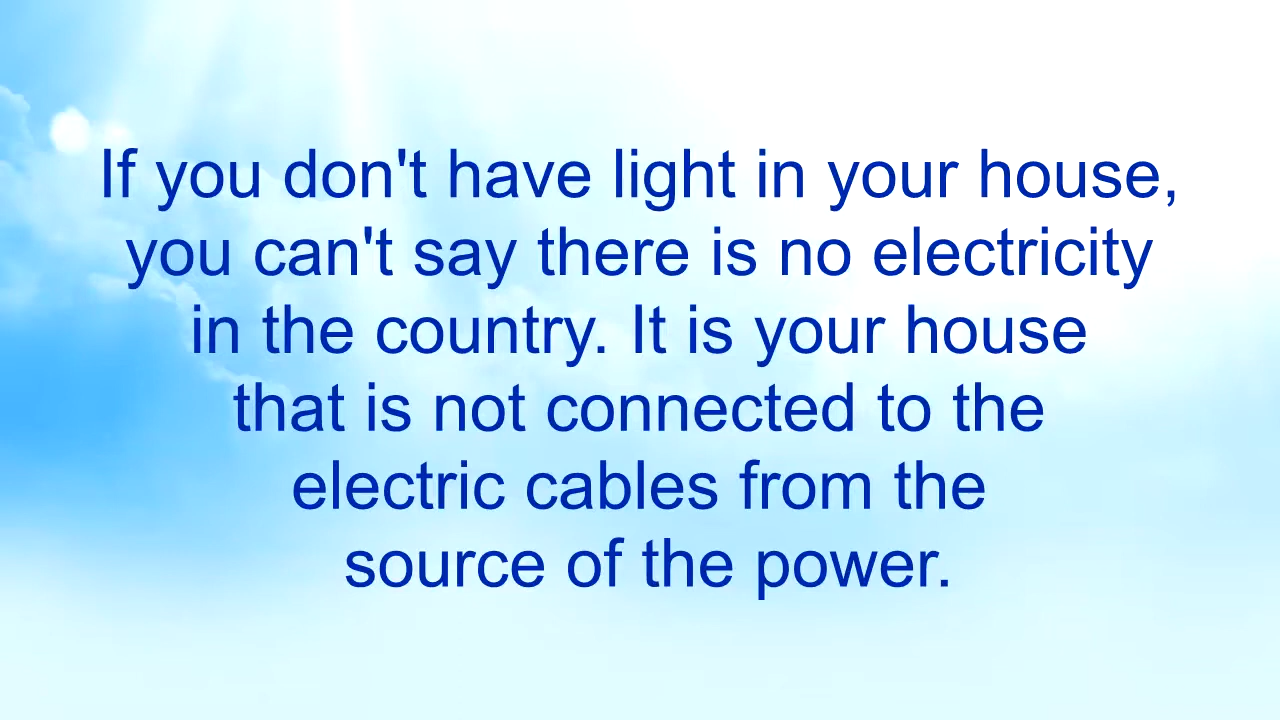 If you don't have light in your house,
you can't say there is no electricity
in the country. It is your house
that is not connected to the
electric cables from the
source of the power.